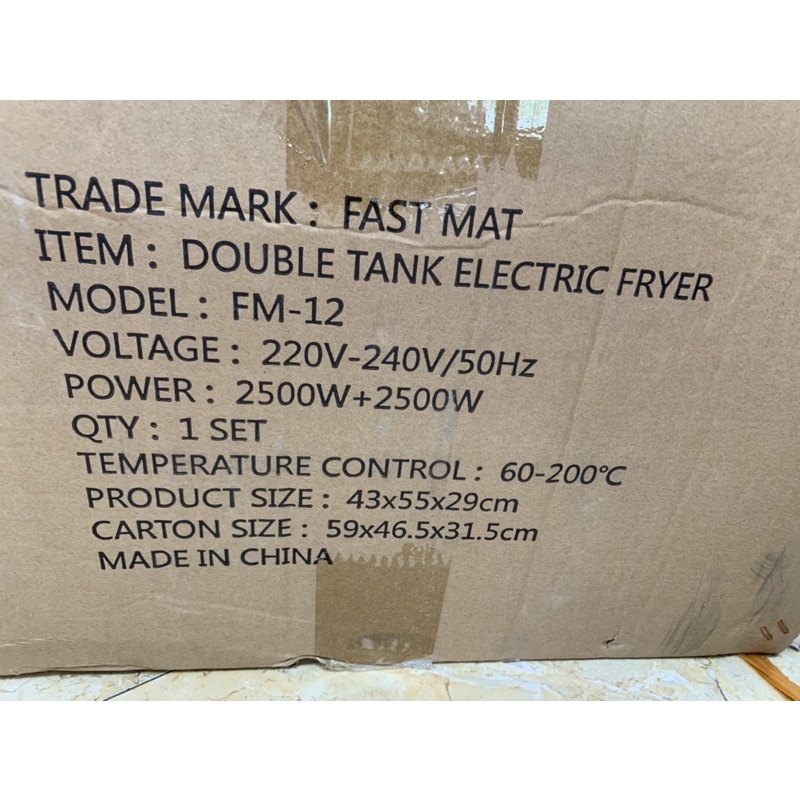 TRADE MARK : FAST MAT
ITEM : DOUBLE TANK ELECTRIC FRYER
MODEL : FM-12
VOLTAGE : 220V-240V/50Hz
POWER : 2500W+2500W
QTY : 1 SET
TEMPERATURE CONTROL : 60-200℃
PRODUCT SIZE : 43x55x29cm
CARTON SIZE : 59x46.5x31.5cm
MADE IN CHINA